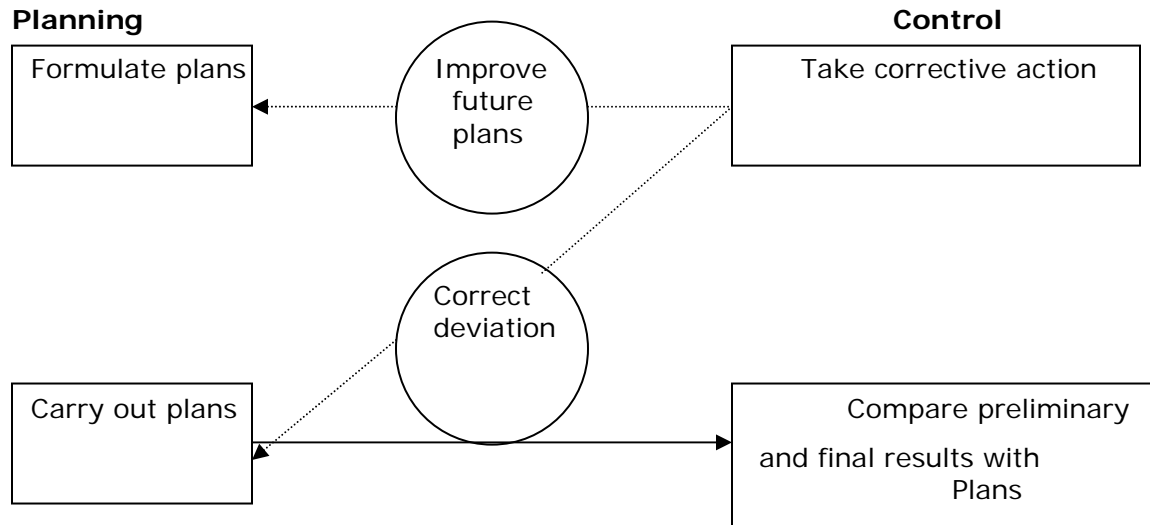 Planning
Control
Formulate plans
Improve
future
plans
Take corrective action
Correct
deviation
Carry out plans
Compare preliminary
and final results with
Plans